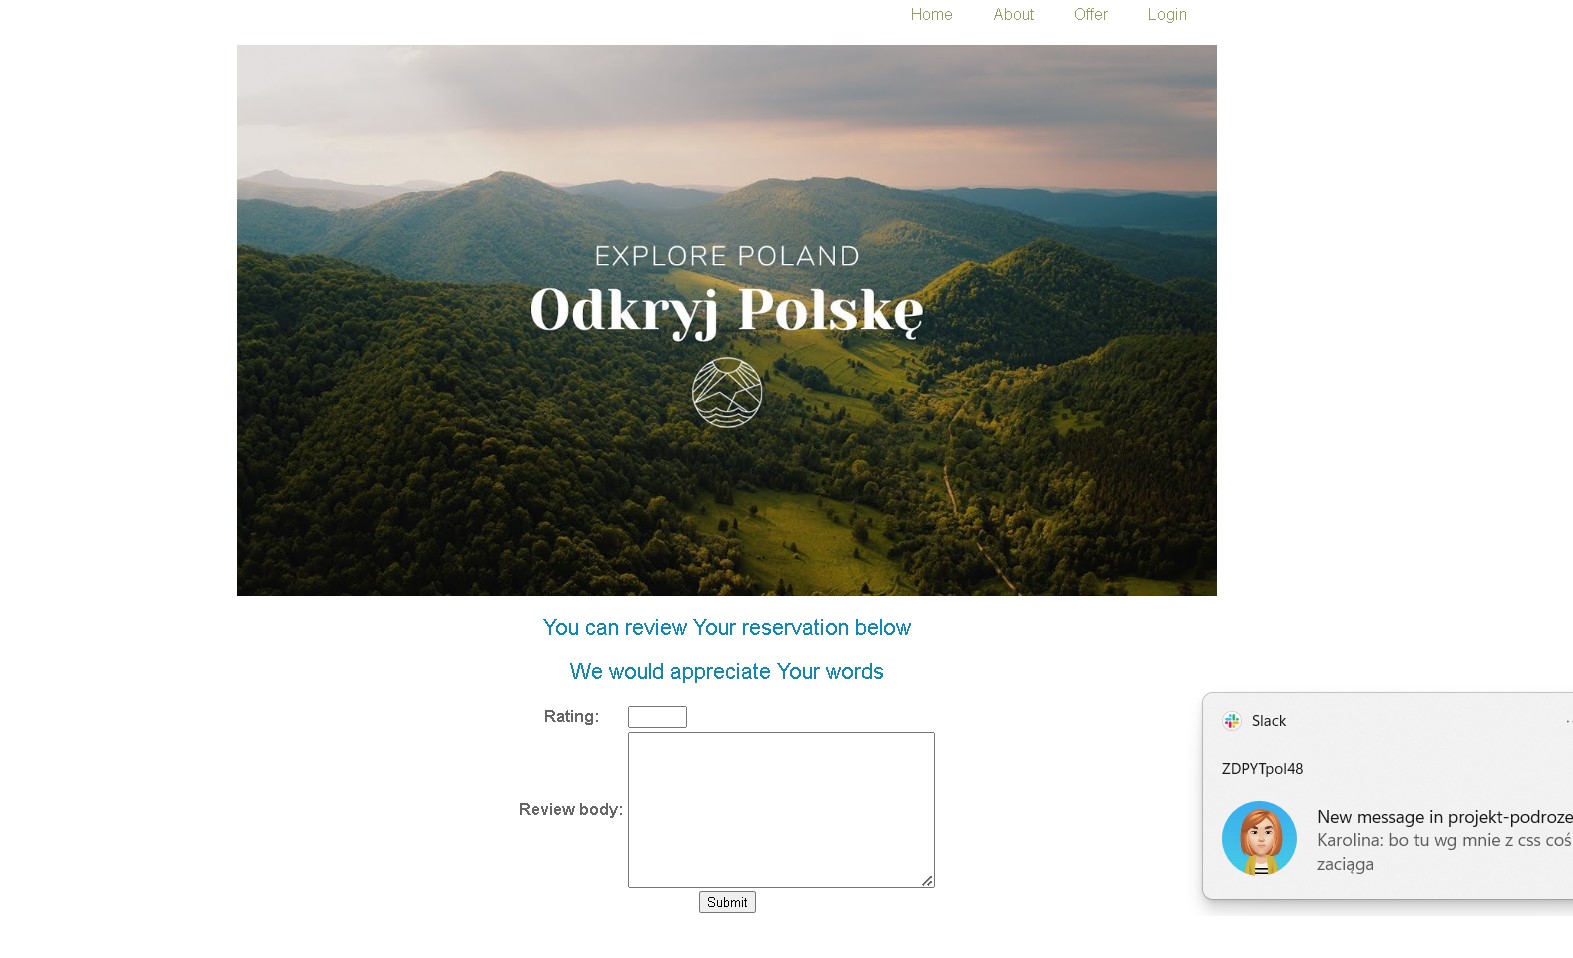 Home About Offer Login
EXPLORE POLAND
Odkryj Polskę
You can review Your reservation below
We would appreciate Your words
Rating:
Review body:
Submit
Slack
ZDPYTpol48
New message in projekt-podroze
Karolina: bo tu wg mnie z css coś
zaciąga